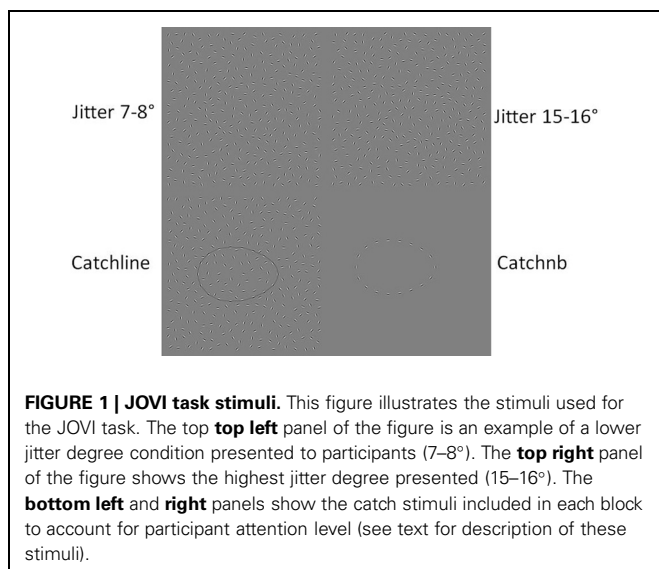 Jitter 7-8°
Jitter 15-16°
Catchline
Catchnb
FIGURE 1 | JOVI task stimuli. This figure illustrates the stimuli used for
the JOVI task. The top top left panel of the figure is an example of a lower
jitter degree condition presented to participants (7–8°). The top right panel
of the figure shows the highest jitter degree presented (15–16°). The
bottom left and right panels show the catch stimuli included in each block
to account for participant attention level (see text for description of these
stimuli).